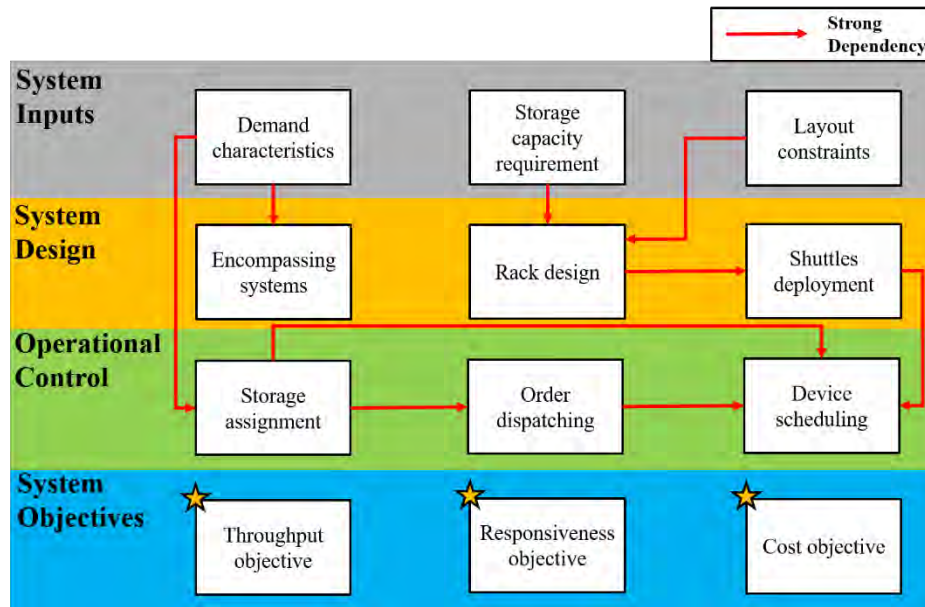 Strong
Dependency
System
Inputs
Demand
characteristics
Storage
capacity
requirement
Layout
constraints
System
Design
Encompassing
systems
Rack design
Shuttles
deployment
Operational
Control
Storage
assignment
Order
dispatching
Device
scheduling
System
Objectives
Throughput
objective
Responsiveness
objective
Cost objective